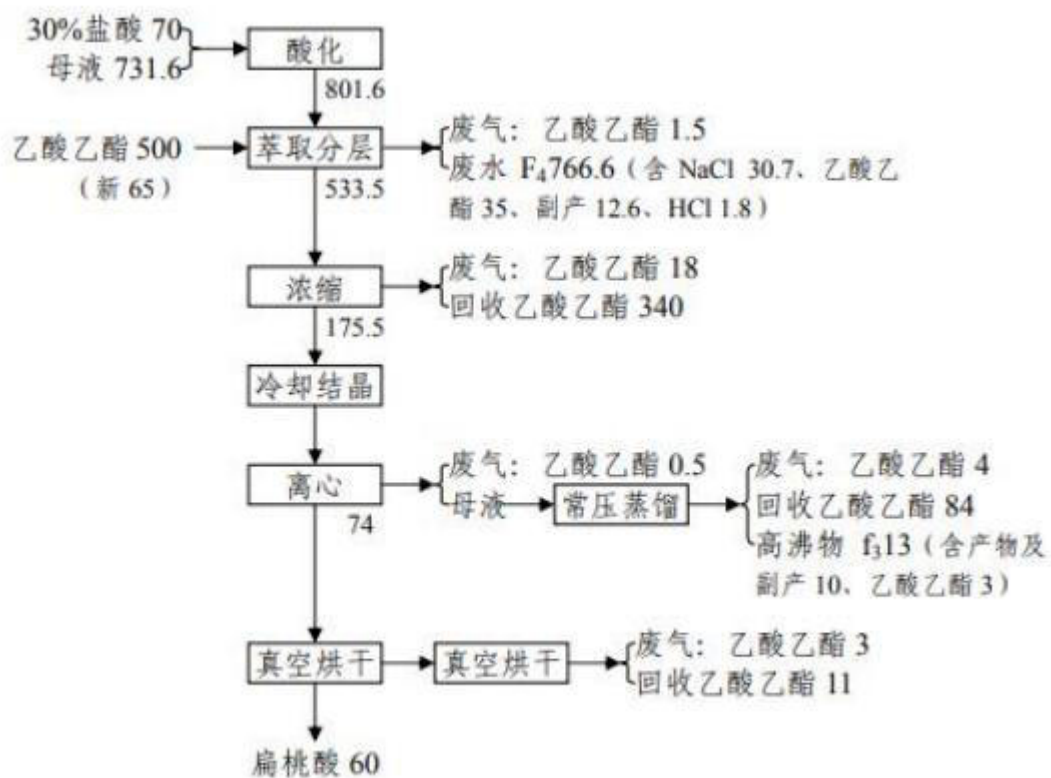 30%盐酸 70
母液 731.6
酸化
801.6
乙酸乙酯 500
（新 65）
萃取分层
533.5
废气：乙酸乙酯 1.5
废水 F₄766.6（含 NaCl 30.7、乙酸乙
酯 35、副产 12.6、HCl 1.8）
浓缩
175.5
废气：乙酸乙酯 18
回收乙酸乙酯 340
冷却结晶
离心
74
废气：乙酸乙酯 0.5
母液
常压蒸馏
废气：乙酸乙酯 4
回收乙酸乙酯 84
高沸物 f₃13（含产物及
副产 10、乙酸乙酯 3）
真空烘干
真空烘干
废气：乙酸乙酯 3
回收乙酸乙酯 11
扁桃酸 60